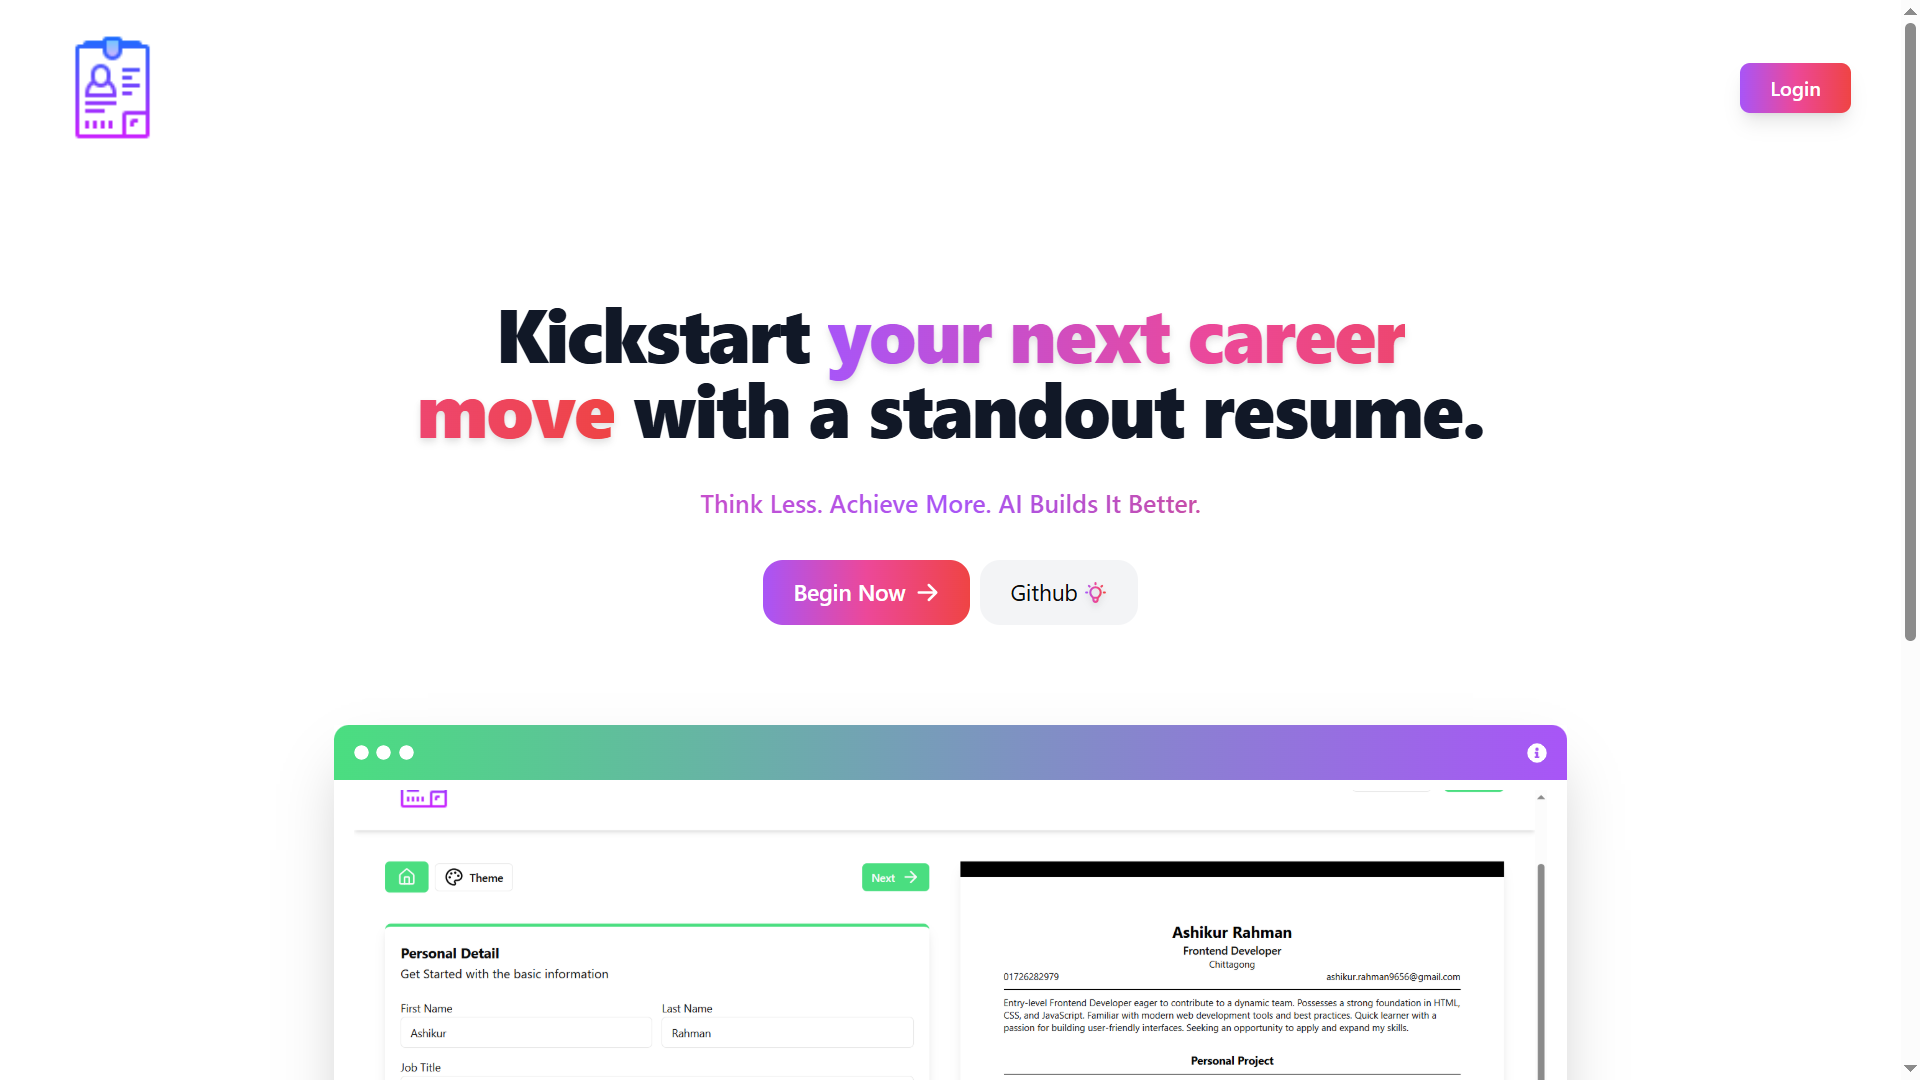 Login
Kickstart your next career
move with a standout resume.
Think Less. Achieve More. AI Builds It Better.
Begin Now
Github
Theme
Next
Personal Detail
Get Started with the basic information
First Name
Last Name
Ashikur
Rahman
Job Title
Ashikur Rahman
Frontend Developer
Chittagong
01726282979
ashikur.rahman9656@gmail.com
Entry-level Frontend Developer eager to contribute to a dynamic team. Possesses a strong foundation in HTML,
CSS, and JavaScript. Familiar with modern web development tools and best practices. Quick learner with a
passion for building user-friendly interfaces. Seeking an opportunity to apply and expand my skills.
Personal Project